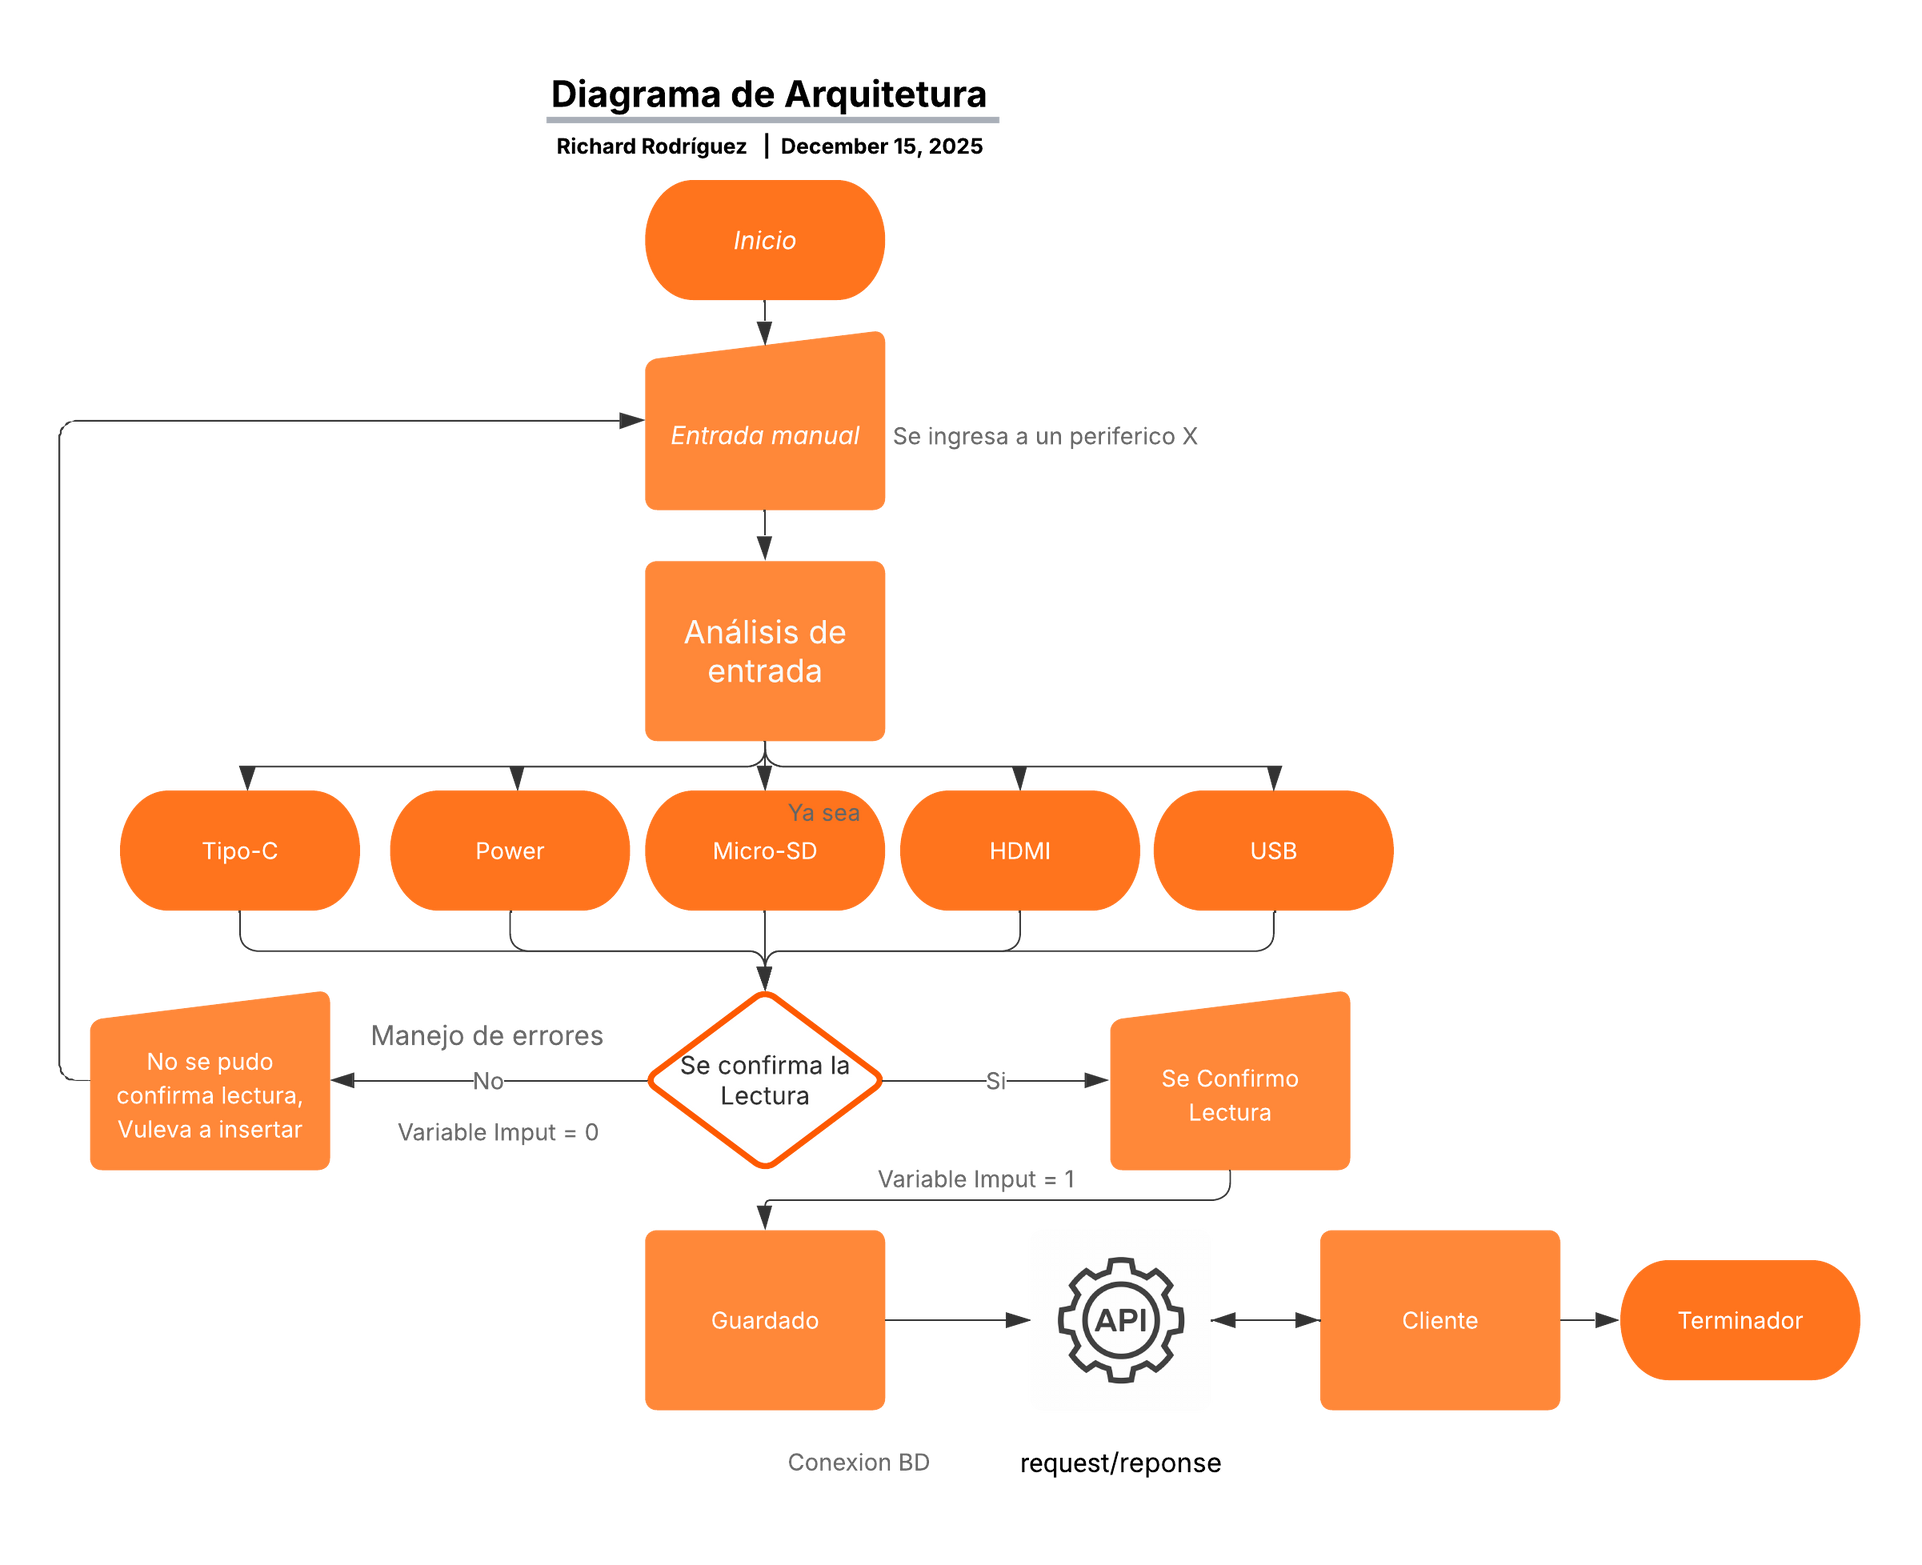 Diagrama de Arquitetura
Richard Rodríguez | December 15, 2025
Inicio
Entrada manual
Se ingresa a un periferico X
Análisis de
entrada
Ya sea
Tipo-C
Power
Micro-SD
HDMI
USB
Manejo de errores
No se pudo
confirma lectura,
Vuleva a insertar
No
Variable Imput = 0
Se confirma la
Lectura
Si
Se Confirmo
Lectura
Variable Imput = 1
Guardado
API
Cliente
Terminador
Conexion BD
request/reponse